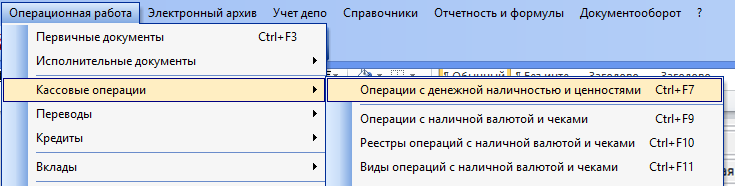 Операционная работа Электронный архив Учет депо Справочники Отчетность и формулы Документооборот ?
Первичные документы Ctrl+F3
Исполнительные документы
Кассовые операции
Переводы
Кредиты
Вклады
Операции с денежной наличностью и ценностями Ctrl+F7
Операции с наличной валютой и чеками Ctrl+F9
Реестры операций с наличной валютой и чеками Ctrl+F10
Виды операций с наличной валютой и чеками Ctrl+F11